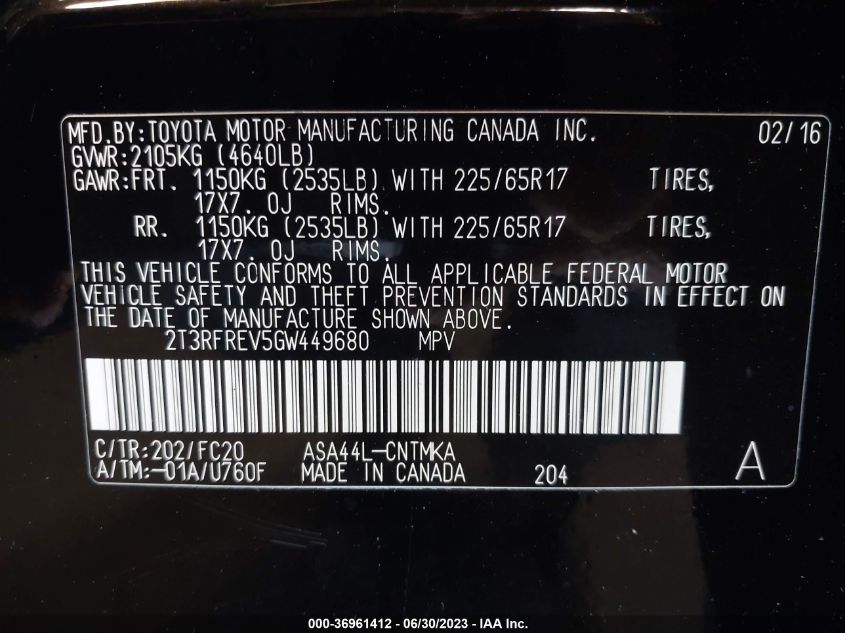 MFD.BY:TOYOTA MOTOR MANUFACTURING CANADA INC. 02/16
GVWR:2105KG (4640LB)
GAWR:FRT. 1150KG (2535LB) WITH 225/65R17 TIRES,
17X7. 0J RIMS.
RR. 1150KG (2535LB) WITH 225/65R17 TIRES,
17X7. 0J RIMS.
THIS VEHICLE CONFORMS TO ALL APPLICABLE FEDERAL MOTOR
VEHICLE SAFETY AND THEFT PREVENTION STANDARDS IN EFFECT ON
THE DATE OF MANUFACTURE SHOWN ABOVE.
2T3RFREV5GW449680 MPV
C/TR:202/FC20 ASA44L-CNTMKA
A/TM:-01A/U760F MADE IN CANADA 204 A
000-36961412 - 06/30/2023 - IAA Inc.